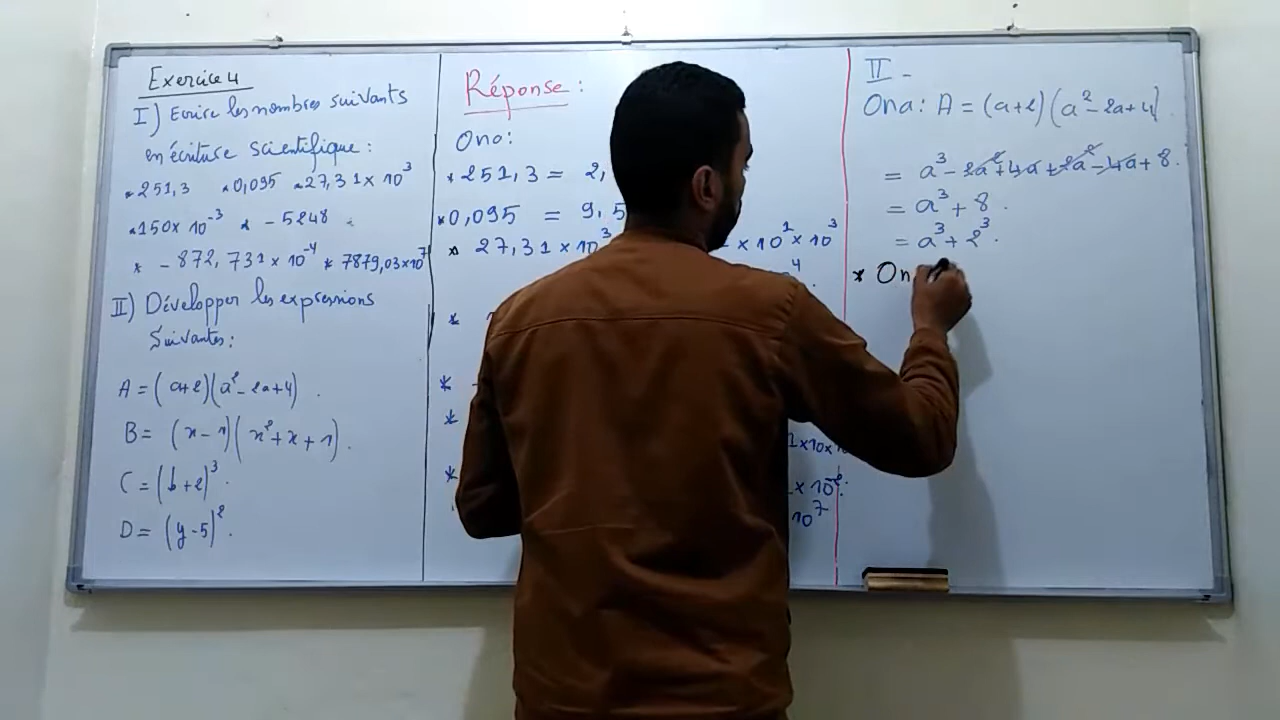 Exercice 4
I) Ecrire les nombres suivants
en écriture scientifique :
* 251,3 * 0,095 * 27,31 × 10³
* 150 × 10⁻³ * - 5248
* - 872,731 × 10⁻⁴ * 7879,03 × 10⁷
II) Développer les expressions
Suivantes :
A = (a+2)(a² - 2a + 4) .
B = (x - 1)(x² + x + 1) .
C = (b + 2)³ .
D = (y - 5)² .
Réponse :
Ona :
* 251,3 = 2,
* 0,095 = 9,5
* 27,31 × 10³ × 10¹ × 10³
10⁷
II -
Ona : A = (a+2)(a² - 2a + 4)
= a³ - 2a² + 4a + 2a² - 4a + 8 .
= a³ + 8 .
= a³ + 2³ .
* On